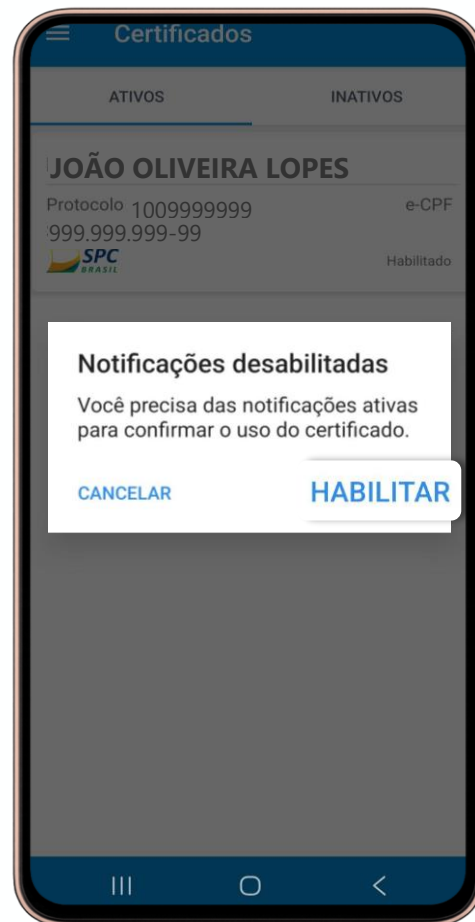 Certificados
ATIVOS INATIVOS
JOÃO OLIVEIRA LOPES
Protocolo 1009999999 e-CPF
999.999.999-99
SPC
BRASIL
Habilitado
Notificações desabilitadas
Você precisa das notificações ativas
para confirmar o uso do certificado.
CANCELAR HABILITAR